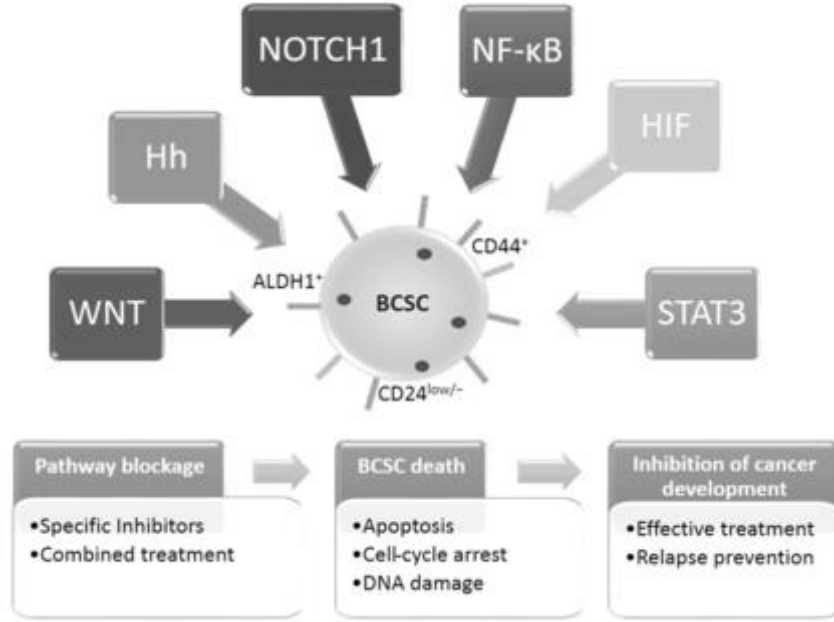 NOTCH1
NF-κB
Hh
HIF
WNT
STAT3
CD44⁺
ALDH1⁺
BCSC
CD24ˡᵒʷ/⁻
Pathway blockage
•Specific Inhibitors
•Combined treatment
BCSC death
•Apoptosis
•Cell-cycle arrest
•DNA damage
Inhibition of cancer
development
•Effective treatment
•Relapse prevention